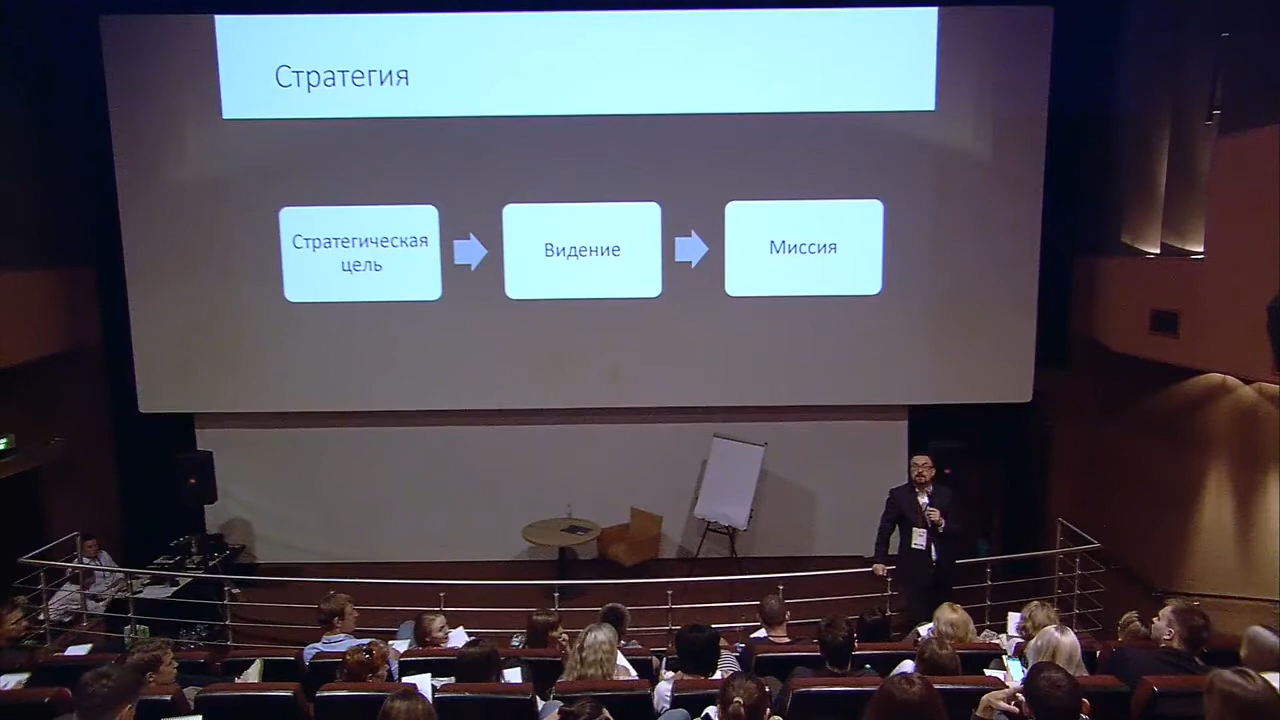 Стратегия
Стратегическая
цель
Видение
Миссия